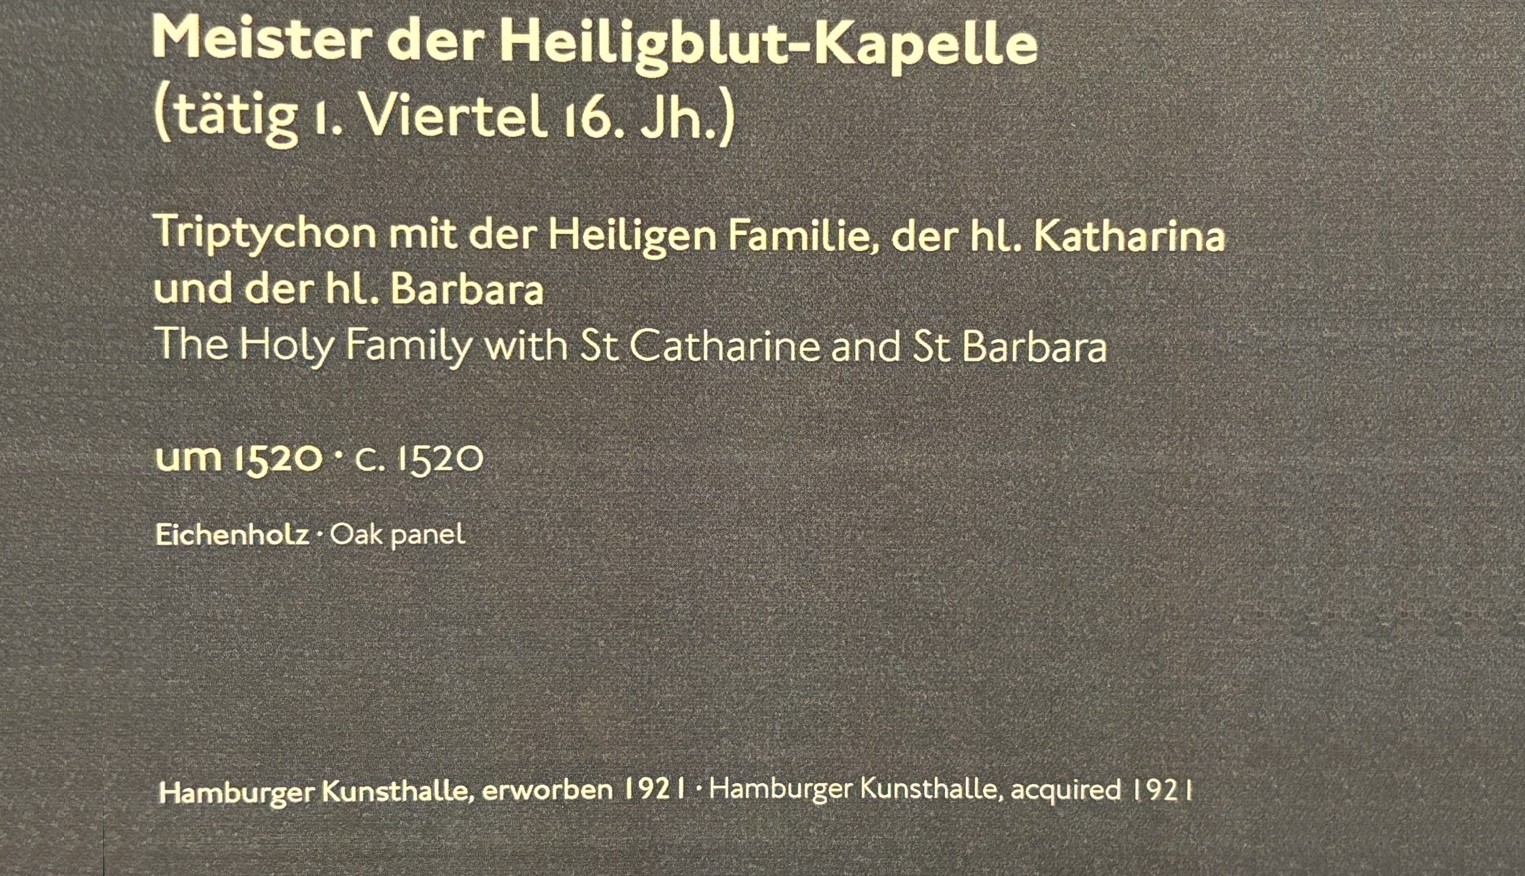 Meister der Heiligblut-Kapelle
(tätig 1. Viertel 16. Jh.)
Triptychon mit der Heiligen Familie, der hl. Katharina
und der hl. Barbara
The Holy Family with St Catharine and St Barbara
um 1520 · c. 1520
Eichenholz · Oak panel
Hamburger Kunsthalle, erworben 1921 · Hamburger Kunsthalle, acquired 1921